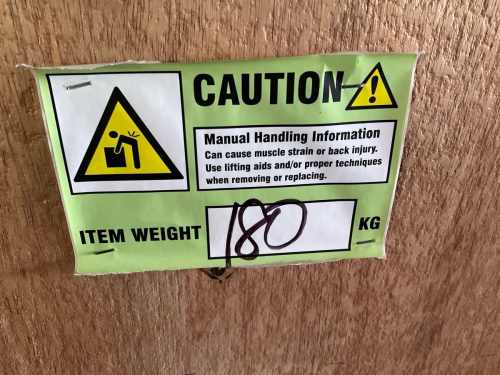 CAUTION
Manual Handling Information
Can cause muscle strain or back injury.
Use lifting aids and/or proper techniques
when removing or replacing.
ITEM WEIGHT 180 KG